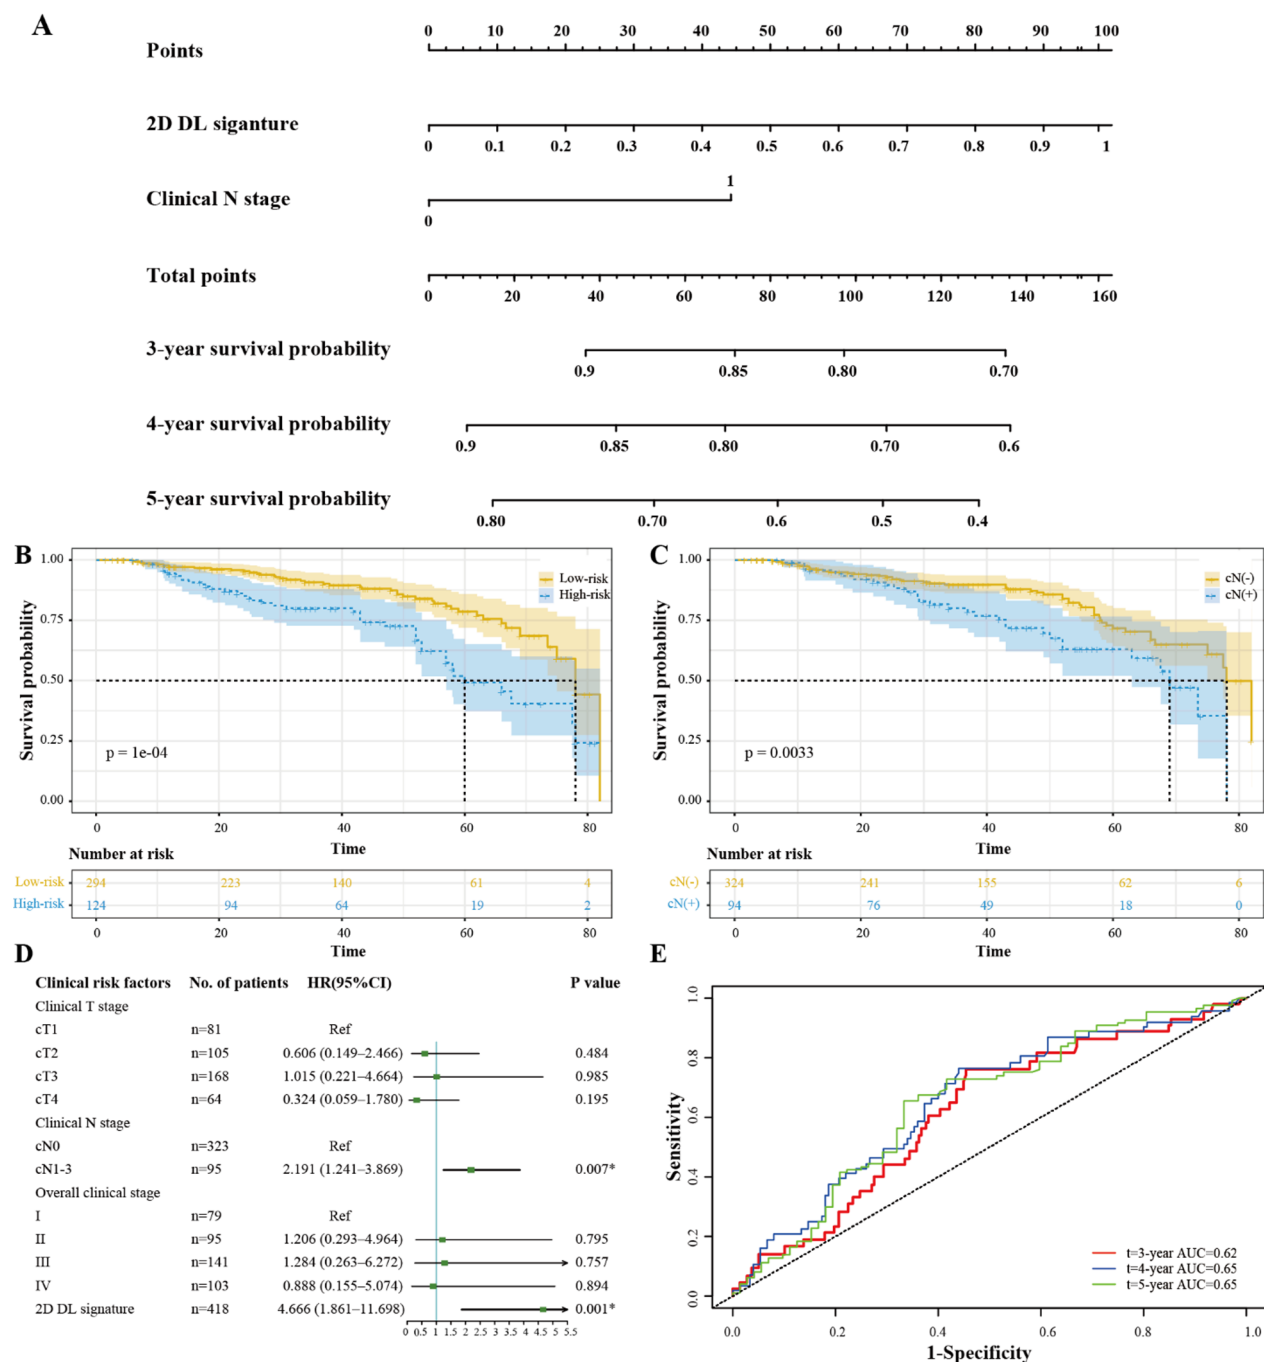 A
Points
0 10 20 30 40 50 60 70 80 90 100
2D DL siganture
0 0.1 0.2 0.3 0.4 0.5 0.6 0.7 0.8 0.9 1
Clinical N stage
1
0
Total points
0 20 40 60 80 100 120 140 160
3-year survival probability
0.9 0.85 0.80 0.70
4-year survival probability
0.9 0.85 0.80 0.70 0.6
5-year survival probability
0.80 0.70 0.6 0.5 0.4
B
Survival probability
1.00
0.75
0.50
0.25
0.00
Low-risk
High-risk
p = 1e-04
0 20 40 60 80
Time
Number at risk
Low-risk 294 223 140 61 4
High-risk 124 94 64 19 2
0 20 40 60 80
Time
C
Survival probability
1.00
0.75
0.50
0.25
0.00
cN(-)
cN(+)
p = 0.0033
0 20 40 60 80
Time
Number at risk
cN(-) 324 241 155 62 6
cN(+) 94 76 49 18 0
0 20 40 60 80
Time
D
Clinical risk factors No. of patients HR(95%CI) P value
Clinical T stage
cT1 n=81 Ref
cT2 n=105 0.606 (0.149–2.466) 0.484
cT3 n=168 1.015 (0.221–4.664) 0.985
cT4 n=64 0.324 (0.059–1.780) 0.195
Clinical N stage
cN0 n=323 Ref
cN1-3 n=95 2.191 (1.241–3.869) 0.007*
Overall clinical stage
I n=79 Ref
II n=95 1.206 (0.293–4.964) 0.795
III n=141 1.284 (0.263–6.272) 0.757
IV n=103 0.888 (0.155–5.074) 0.894
2D DL signature n=418 4.666 (1.861–11.698) 0.001*
0 0.5 1 1.5 2 2.5 3 3.5 4 4.5 5 5.5
E
Sensitivity
1.0
0.8
0.6
0.4
0.2
0.0
t=3-year AUC=0.62
t=4-year AUC=0.65
t=5-year AUC=0.65
0.0 0.2 0.4 0.6 0.8 1.0
1-Specificity